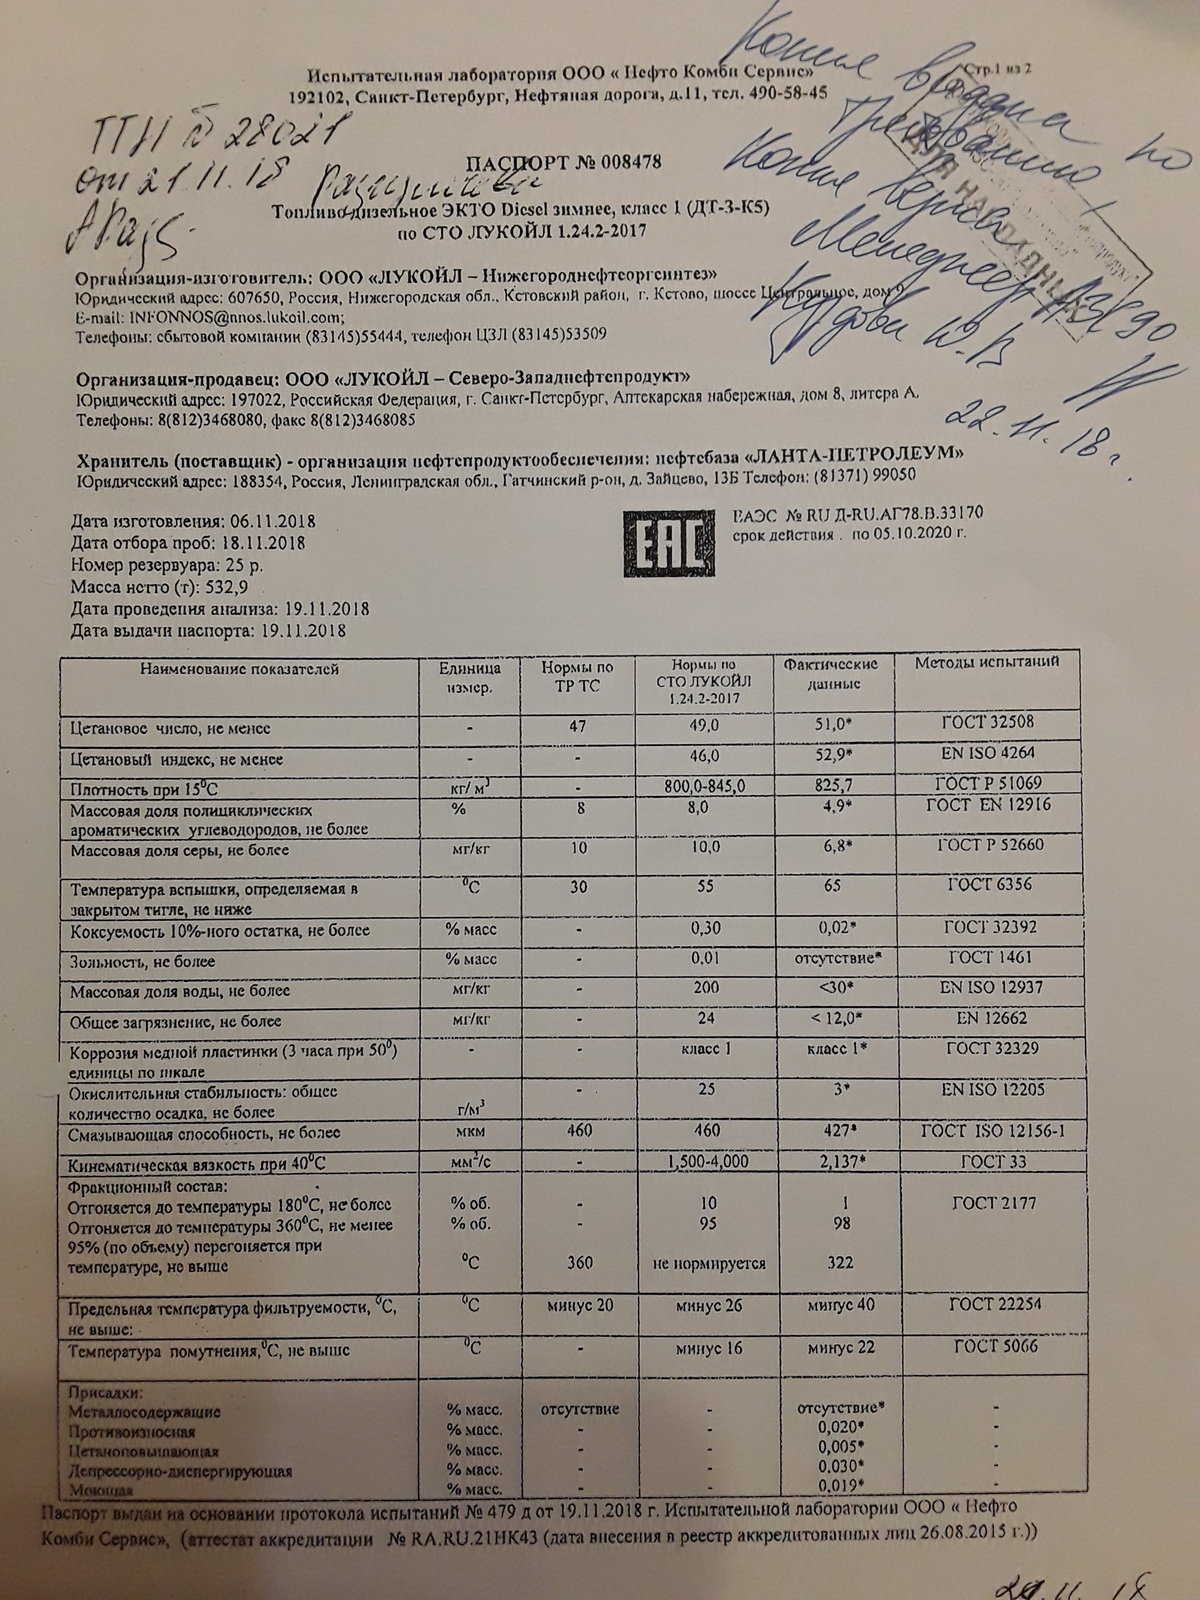 Стр.1 из 2
Испытательная лаборатория ООО « Нефто Комби Сервис»
192102, Санкт-Петербург, Нефтяная дорога, д.11, тел. 490-58-45
Копия выдана по
требованию
Копия верна
Менеджер АЗС 90
22.11.18 г.
ТТН № 28021
от 21.11.18
ДЛЯ НАКЛАДНЫХ
ПАСПОРТ № 008478
Топливо дизельное ЭКТО Diesel зимнее, класс 1 (ДТ-З-К5)
по СТО ЛУКОЙЛ 1.24.2-2017
Организация-изготовитель: ООО «ЛУКОЙЛ – Нижегороднефтеоргсинтез»
Юридический адрес: 607650, Россия, Нижегородская обл., Кстовский район, г. Кстово, шоссе Центральное, дом 9
E-mail: INFONNOS@nnos.lukoil.com;
Телефоны: сбытовой компании (83145)55444, телефон ЦЗЛ (83145)53509
Организация-продавец: ООО «ЛУКОЙЛ – Северо-Западнефтепродукт»
Юридический адрес: 197022, Российская Федерация, г. Санкт-Петербург, Аптекарская набережная, дом 8, литера А.
Телефоны: 8(812)3468080, факс 8(812)3468085
Хранитель (поставщик) - организация нефтепродуктообеспечения: нефтебаза «ЛАНТА-ПЕТРОЛЕУМ»
Юридический адрес: 188354, Россия, Ленинградская обл., Гатчинский р-он, д. Зайцево, 13Б Телефон: (81371) 99050
Дата изготовления: 06.11.2018
Дата отбора проб: 18.11.2018
Номер резервуара: 25 р.
Масса нетто (т): 532,9
Дата проведения анализа: 19.11.2018
Дата выдачи паспорта: 19.11.2018
EAC
ЕАЭС № RU Д-RU.АГ78.В.33170
срок действия . по 05.10.2020 г.
Наименование показателей Единица измер. Нормы по ТР ТС Нормы по СТО ЛУКОЙЛ 1.24.2-2017 Фактические данные Методы испытаний
Цетановое число, не менее - 47 49,0 51,0* ГОСТ 32508
Цетановый индекс, не менее - - 46,0 52,9* EN ISO 4264
Плотность при 15⁰С кг/ м³ - 800,0-845,0 825,7 ГОСТ Р 51069
Массовая доля полициклических % 8 8,0 4,9* ГОСТ EN 12916
ароматических углеводородов, не более
Массовая доля серы, не более мг/кг 10 10,0 6,8* ГОСТ Р 52660
Температура вспышки, определяемая в ⁰С 30 55 65 ГОСТ 6356
закрытом тигле, не ниже
Коксуемость 10%-ного остатка, не более % масс - 0,30 0,02* ГОСТ 32392
Зольность, не более % масс - 0,01 отсутствие* ГОСТ 1461
Массовая доля воды, не более мг/кг - 200 <30* EN ISO 12937
Общее загрязнение, не более мг/кг - 24 < 12,0* EN 12662
Коррозия медной пластинки (3 часа при 50⁰) - - класс 1 класс 1* ГОСТ 32329
единицы по шкале
Окислительная стабильность: общее - 25 3* EN ISO 12205
количество осадка, не более г/м³
Смазывающая способность, не более мкм 460 460 427* ГОСТ ISO 12156-1
Кинематическая вязкость при 40⁰С мм²/с - 1,500-4,000 2,137* ГОСТ 33
Фракционный состав:
Отгоняется до температуры 180⁰С, не более % об. - 10 1 ГОСТ 2177
Отгоняется до температуры 360⁰С, не менее % об. - 95 98
95% (по объему) перегоняется при
температуре, не выше ⁰С 360 не нормируется 322
Предельная температура фильтруемости, ⁰С, ⁰С минус 20 минус 26 минус 40 ГОСТ 22254
не выше:
Температура помутнения,⁰С, не выше ⁰С - минус 16 минус 22 ГОСТ 5066
Присадки:
Металлосодержащие % масс. отсутствие - отсутствие* -
Противоизносная % масс. - - 0,020* -
Цетаноповышающая % масс. - - 0,005* -
Депрессорно-диспергирующая % масс. - - 0,030* -
Моющая % масс. - - 0,019* -
Паспорт выдан на основании протокола испытаний № 479 д от 19.11.2018 г. Испытательной лаборатории ООО « Нефто
Комби Сервис», (аттестат аккредитации № RA.RU.21НК43 (дата внесения в реестр аккредитованных лиц 26.08.2015 г.))